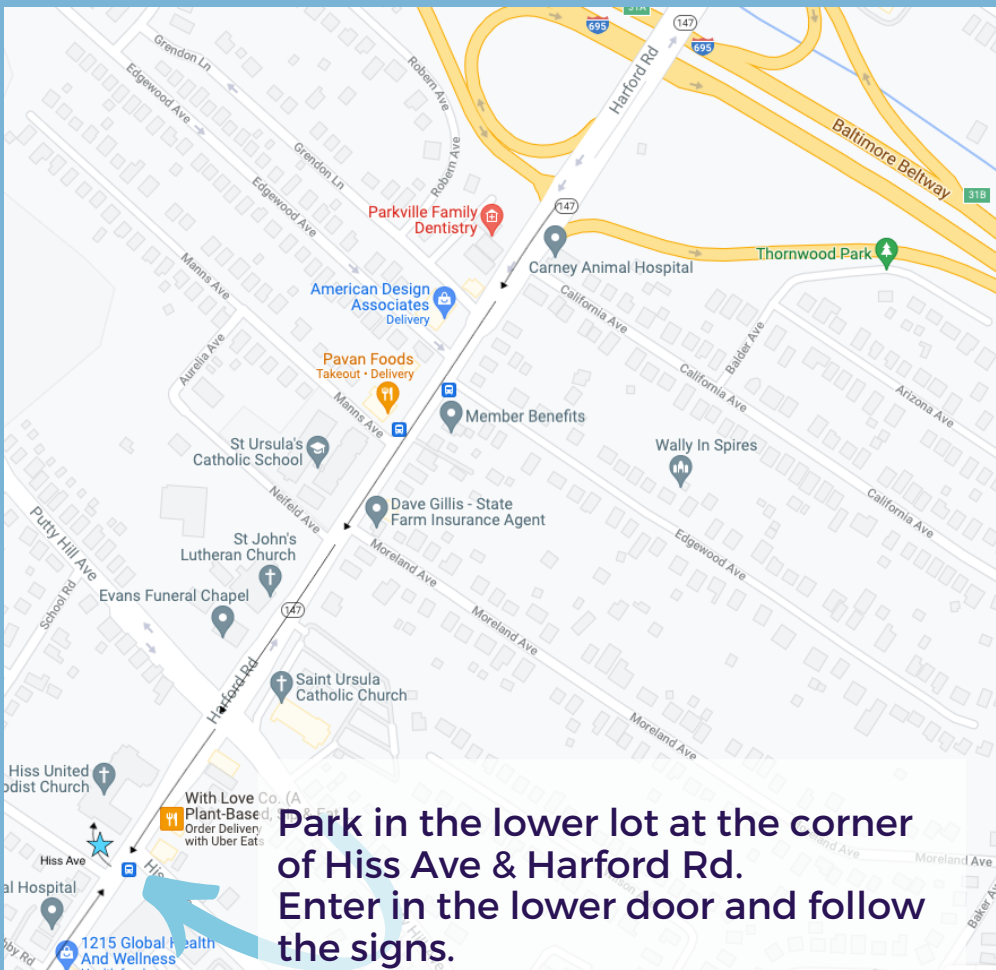 31A
147
695
695
Grendon Ln
Harford Rd
Robern Ave
Edgewood Ave
Baltimore Beltway
Grendon Ln
Robern Ave
Edgewood Ave
31B
147
Parkville Family
Dentistry
Carney Animal Hospital
Thornwood Park
Manns Ave
American Design
Associates
Delivery
California Ave
Balder Ave
Aurelia Ave
Pavan Foods
Takeout • Delivery
California Ave
Arizona Ave
Manns Ave
Member Benefits
St Ursula's
Catholic School
Wally In Spires
Neifeld Ave
Dave Gillis - State
Farm Insurance Agent
California Ave
Putty Hill Ave
St John's
Lutheran Church
Moreland Ave
Edgewood Ave
School Rd
Evans Funeral Chapel
147
Moreland Ave
Harford Rd
Saint Ursula
Catholic Church
Moreland Ave
Hiss United
odist Church
With Love Co. (A
Plant-Based,
Order Delivery
with Uber Eats
Hiss Ave
His
Park in the lower lot at the corner
of Hiss Ave & Harford Rd.
Enter in the lower door and follow
the signs.
Moreland Ave
Baker A
al Hospital
1215 Global Health
And Wellness
by Rd